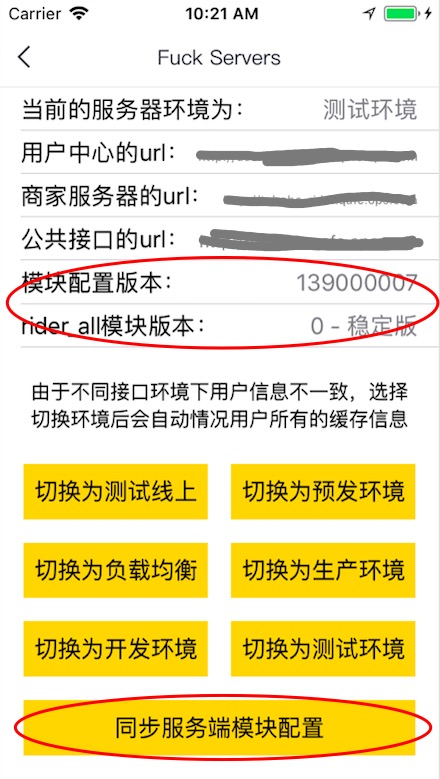 Carrier 10:21 AM
Fuck Servers
当前的服务器环境为： 测试环境
用户中心的url：
商家服务器的url：
公共接口的url：
模块配置版本： 139000007
rider_all模块版本： 0 - 稳定版
由于不同接口环境下用户信息不一致，选择
切换环境后会自动情况用户所有的缓存信息
切换为测试线上 切换为预发环境
切换为负载均衡 切换为生产环境
切换为开发环境 切换为测试环境
同步服务端模块配置